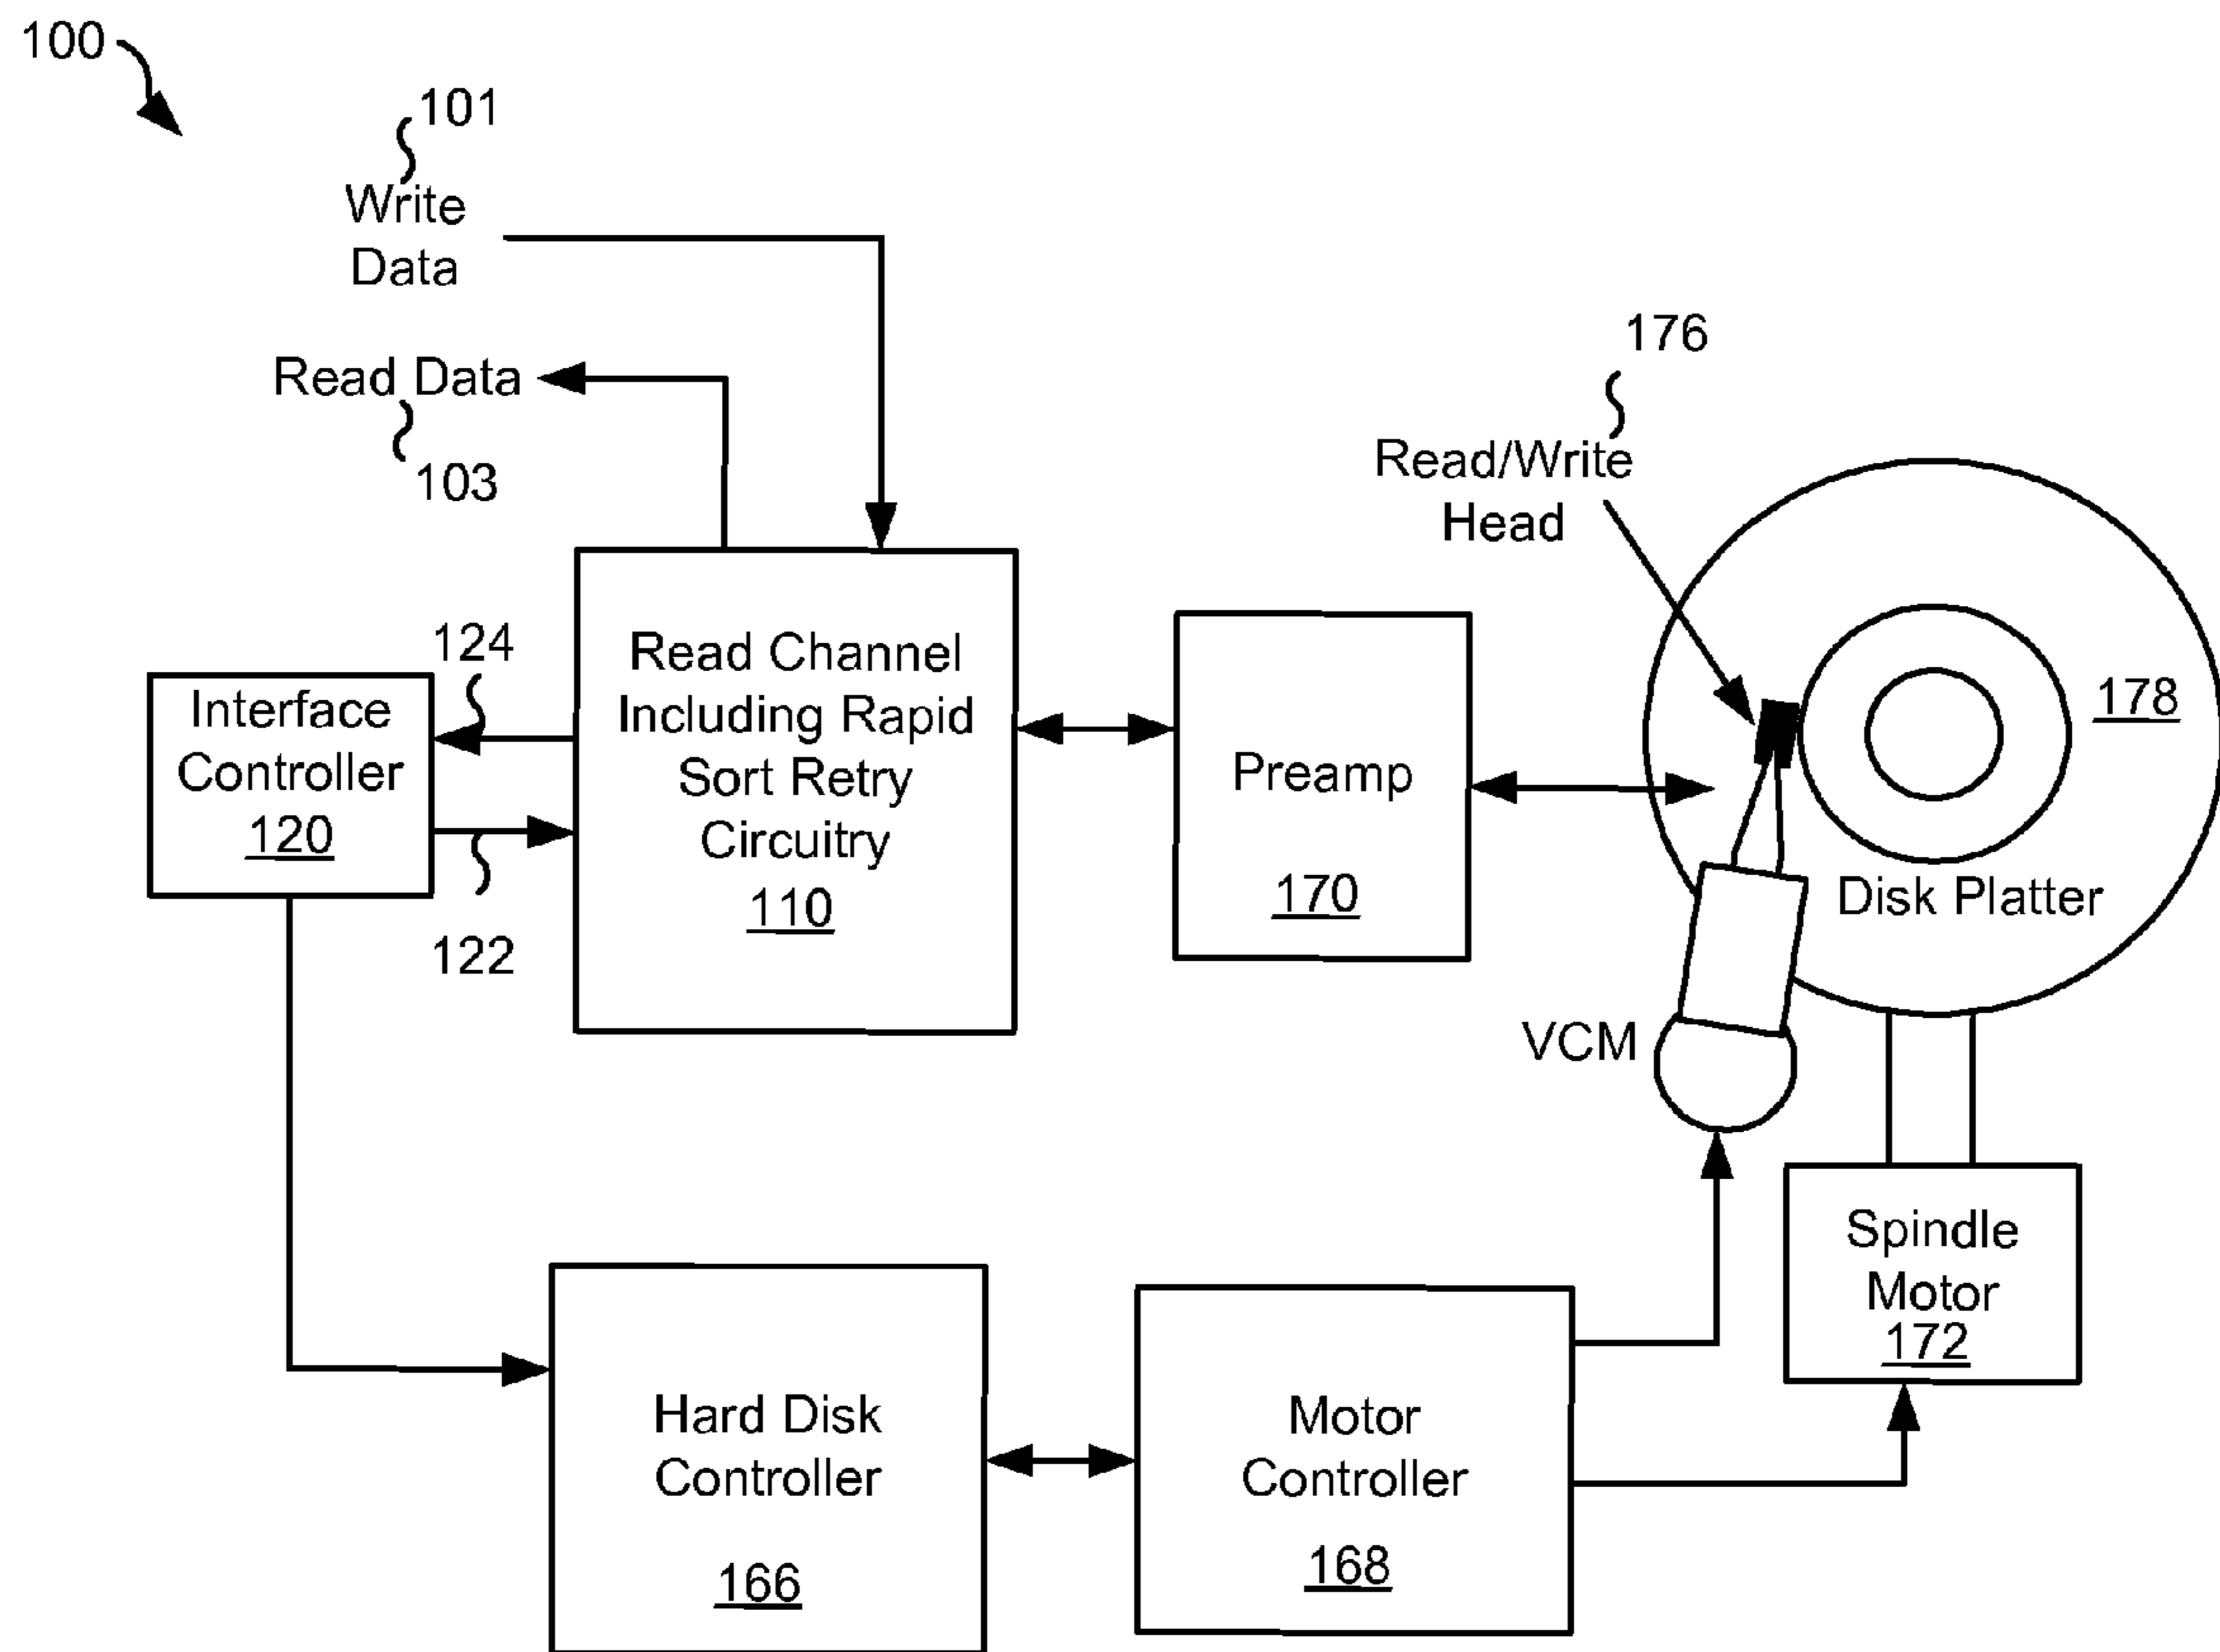 100
101
Write
Data
Read Data
103
176
Read/Write
Head
124
Interface
Controller
120
122
Read Channel
Including Rapid
Sort Retry
Circuitry
110
Preamp
170
178
Disk Platter
VCM
Spindle
Motor
172
Hard Disk
Controller
166
Motor
Controller
168